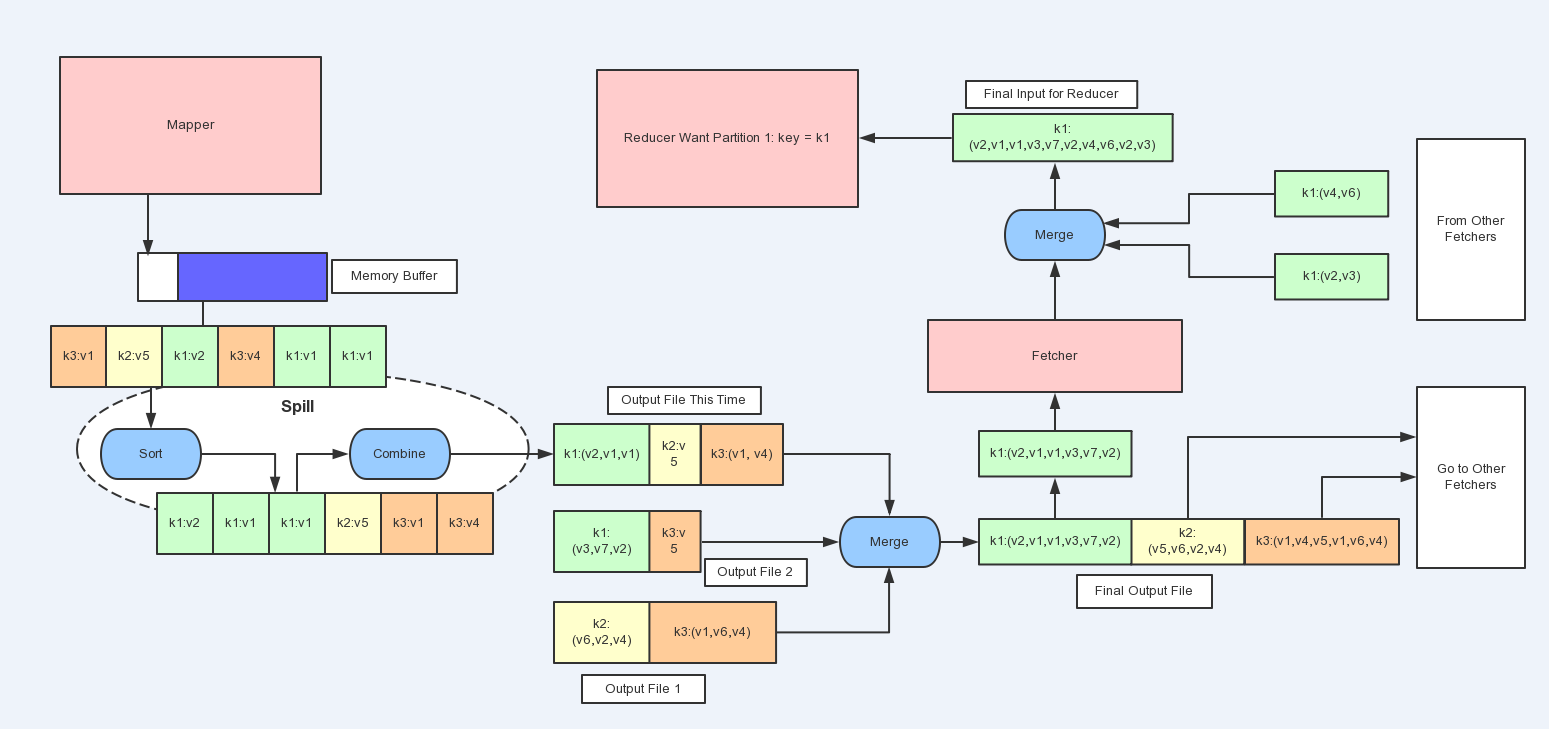 Mapper
Memory Buffer
k3:v1
k2:v5
k1:v2
k3:v4
k1:v1
k1:v1
Spill
Sort
Combine
k1:v2
k1:v1
k1:v1
k2:v5
k3:v1
k3:v4
Output File This Time
k1:(v2,v1,v1)
k2:v
5
k3:(v1, v4)
k1:
(v3,v7,v2)
k3:v
5
Output File 2
k2:
(v6,v2,v4)
k3:(v1,v6,v4)
Output File 1
Merge
k1:(v2,v1,v1,v3,v7,v2)
k2:
(v5,v6,v2,v4)
k3:(v1,v4,v5,v1,v6,v4)
Final Output File
k1:(v2,v1,v1,v3,v7,v2)
Go to Other
Fetchers
Fetcher
Merge
k1:(v4,v6)
k1:(v2,v3)
From Other
Fetchers
Final Input for Reducer
k1:
(v2,v1,v1,v3,v7,v2,v4,v6,v2,v3)
Reducer Want Partition 1: key = k1